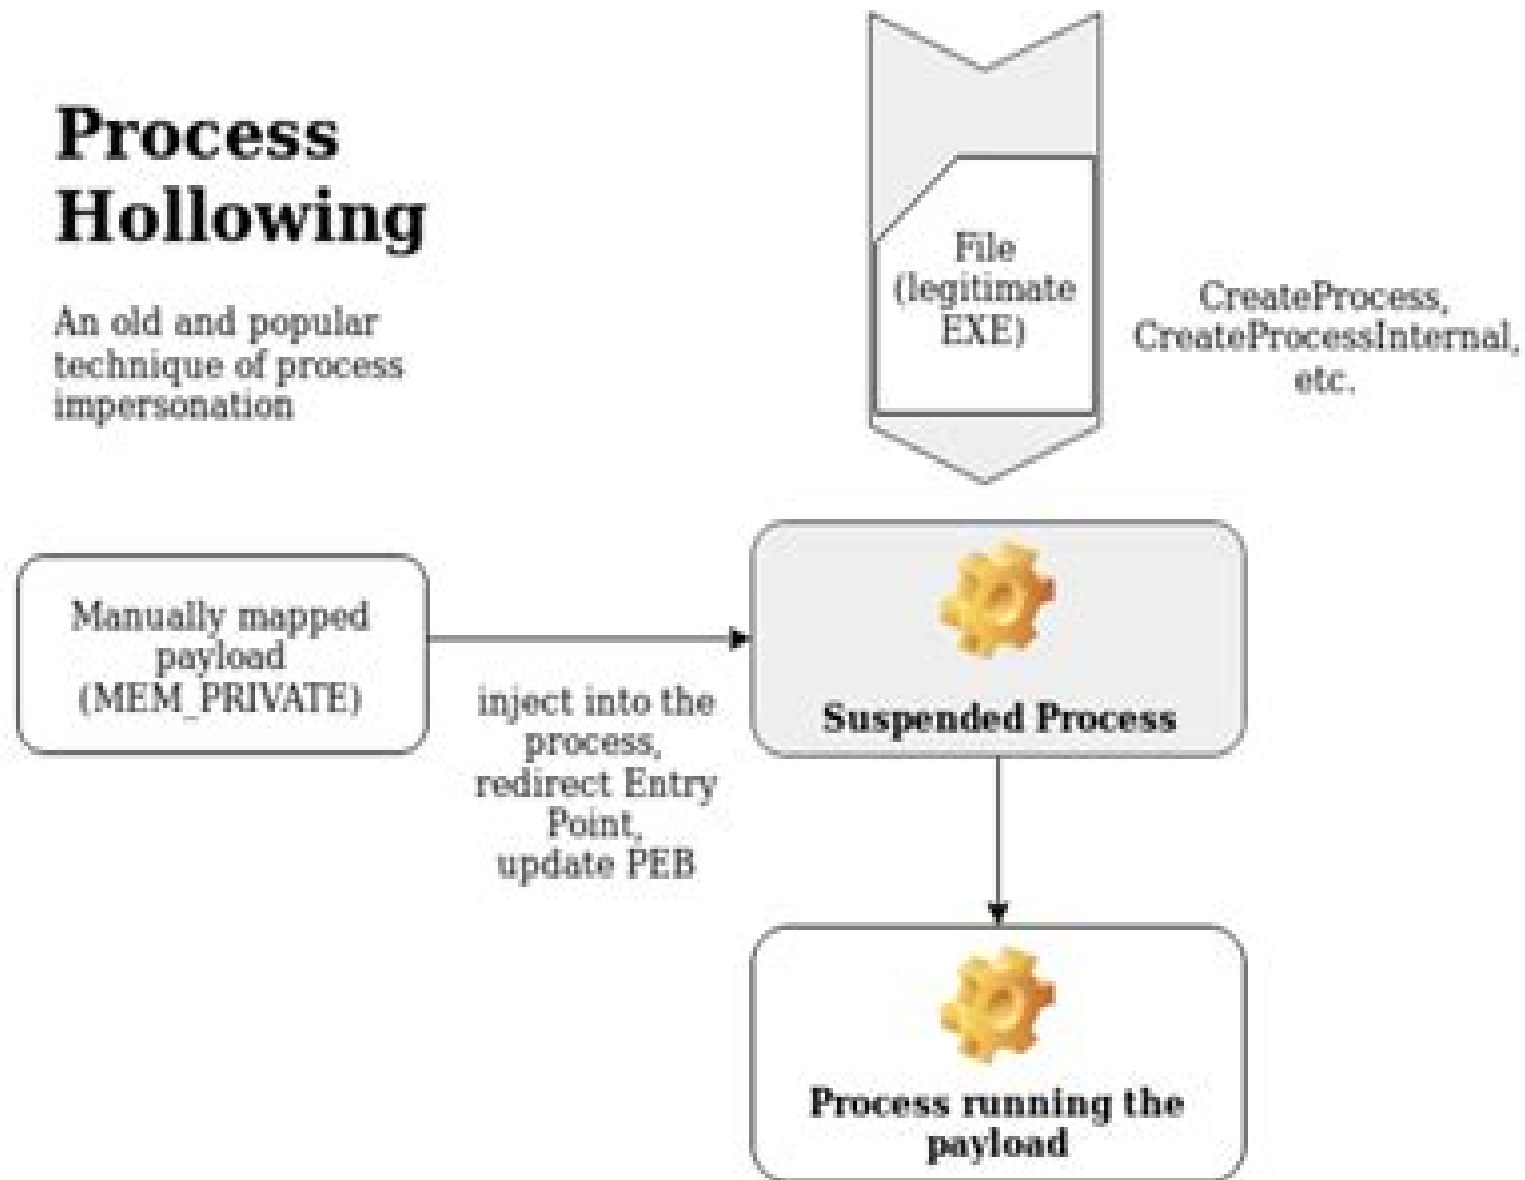 Process
Hollowing
An old and popular
technique of process
impersonation
File
(legitimate
EXE)
CreateProcess,
CreateProcessInternal,
etc.
Manually mapped
payload
(MEM_PRIVATE)
inject into the
process,
redirect Entry
Point,
update PEB
Suspended Process
Process running the
payload